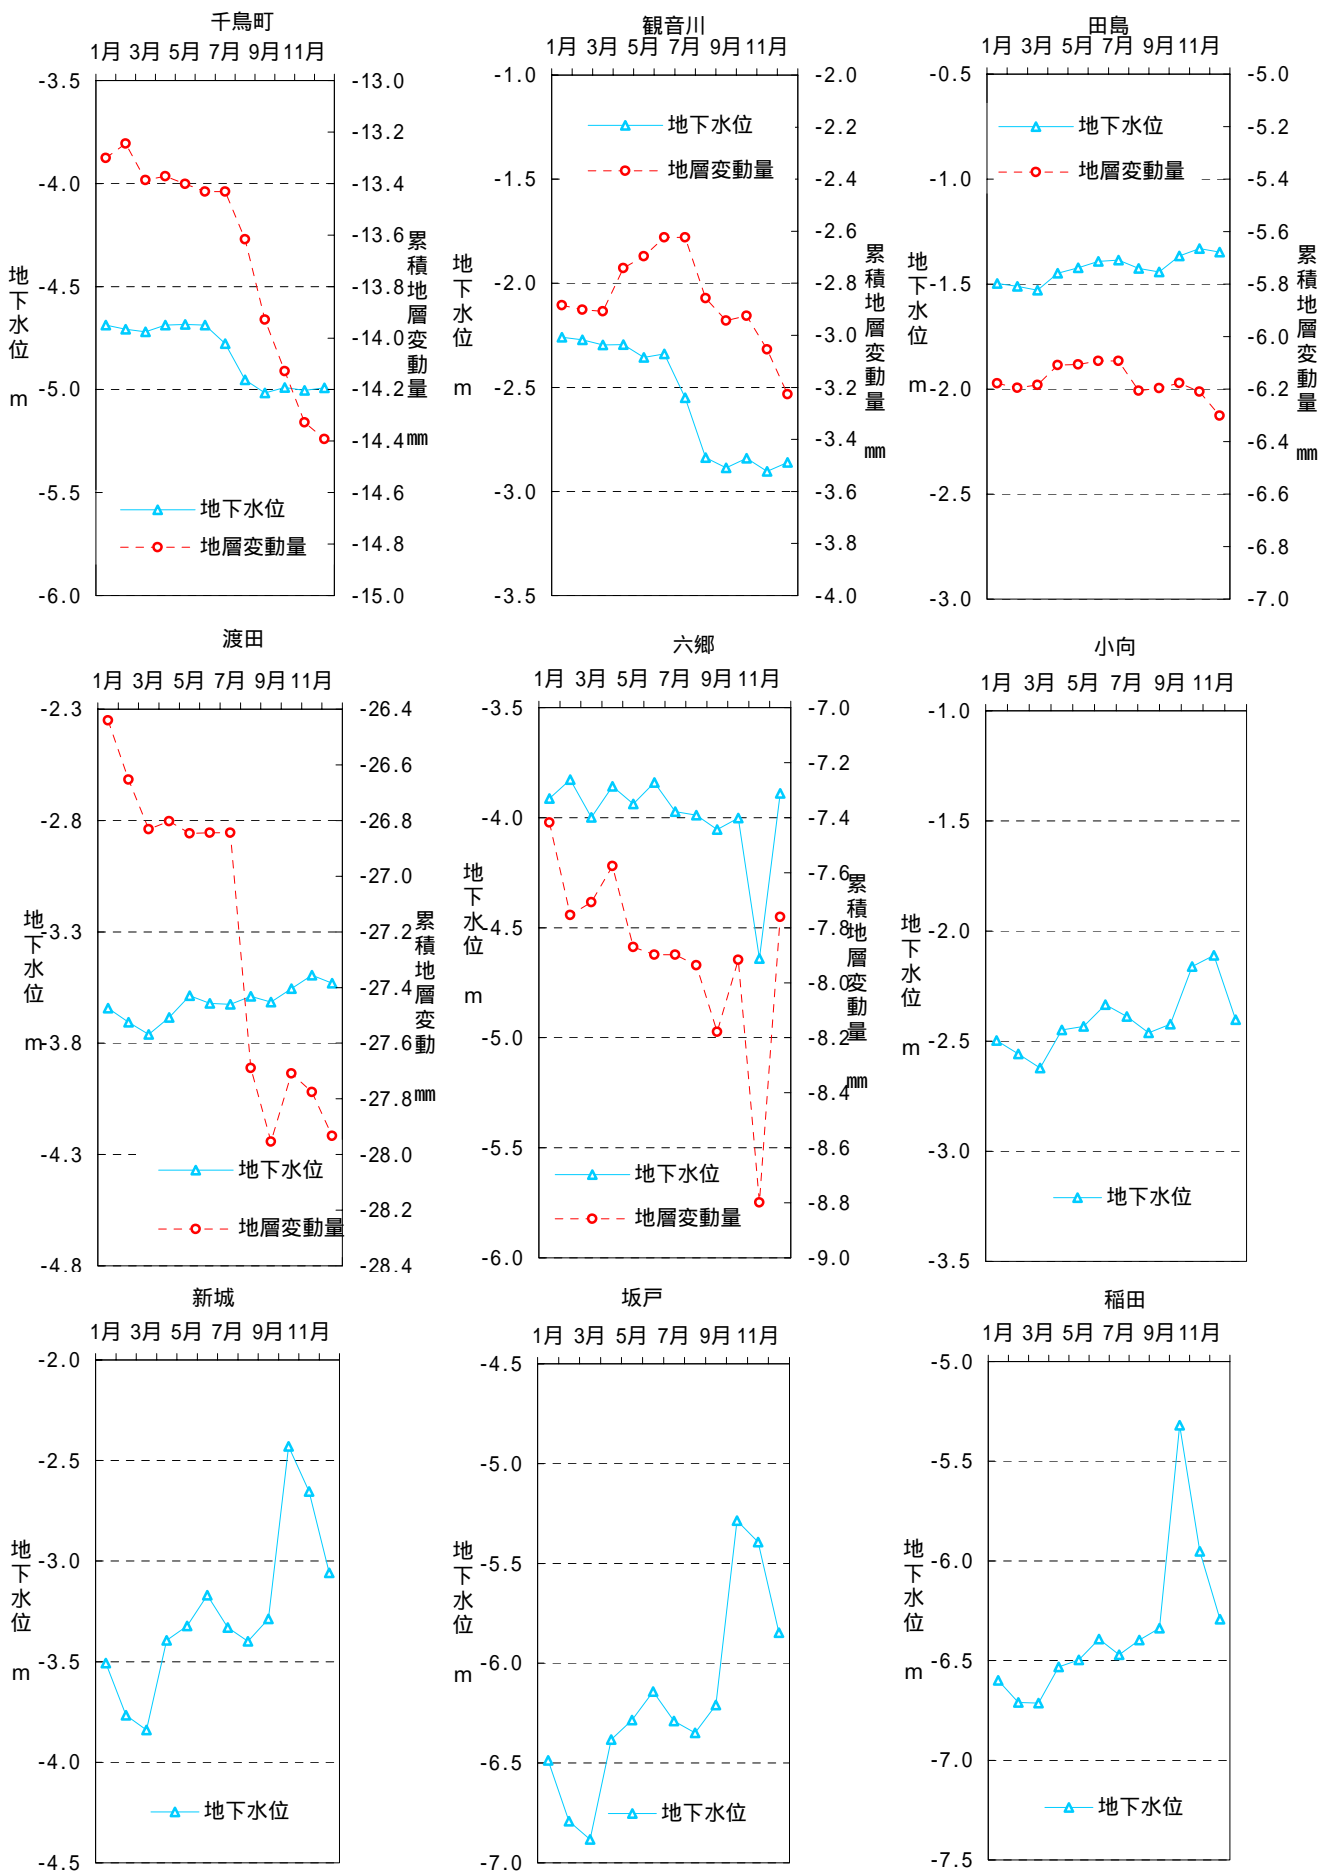 千鳥町
1月 3月 5月 7月 9月 11月
-3.5
-4.0
-4.5
-5.0
-5.5
-6.0
地下水位 m
-13.0
-13.2
-13.4
-13.6
-13.8
-14.0
-14.2
-14.4
-14.6
-14.8
-15.0
累積地層変動量 mm
地下水位
地層変動量
観音川
1月 3月 5月 7月 9月 11月
-1.0
-1.5
-2.0
-2.5
-3.0
-3.5
地下水位 m
-2.0
-2.2
-2.4
-2.6
-2.8
-3.0
-3.2
-3.4
-3.6
-3.8
-4.0
累積地層変動量 mm
地下水位
地層変動量
田島
1月 3月 5月 7月 9月 11月
-0.5
-1.0
-1.5
-2.0
-2.5
-3.0
地下水位 m
-5.0
-5.2
-5.4
-5.6
-5.8
-6.0
-6.2
-6.4
-6.6
-6.8
-7.0
累積地層変動量 mm
地下水位
地層変動量
渡田
1月 3月 5月 7月 9月 11月
-2.3
-2.8
-3.3
-3.8
-4.3
-4.8
地下水位 m
-26.4
-26.6
-26.8
-27.0
-27.2
-27.4
-27.6
-27.8
-28.0
-28.2
-28.4
累積地層変動 mm
地下水位
地層変動量
六郷
1月 3月 5月 7月 9月 11月
-3.5
-4.0
-4.5
-5.0
-5.5
-6.0
地下水位 m
-7.0
-7.2
-7.4
-7.6
-7.8
-8.0
-8.2
-8.4
-8.6
-8.8
-9.0
累積地層変動量 mm
地下水位
地層変動量
小向
1月 3月 5月 7月 9月 11月
-1.0
-1.5
-2.0
-2.5
-3.0
-3.5
地下水位 m
地下水位
新城
1月 3月 5月 7月 9月 11月
-2.0
-2.5
-3.0
-3.5
-4.0
-4.5
地下水位 m
地下水位
坂戸
1月 3月 5月 7月 9月 11月
-4.5
-5.0
-5.5
-6.0
-6.5
-7.0
地下水位 m
地下水位
稲田
1月 3月 5月 7月 9月 11月
-5.0
-5.5
-6.0
-6.5
-7.0
-7.5
地下水位 m
地下水位